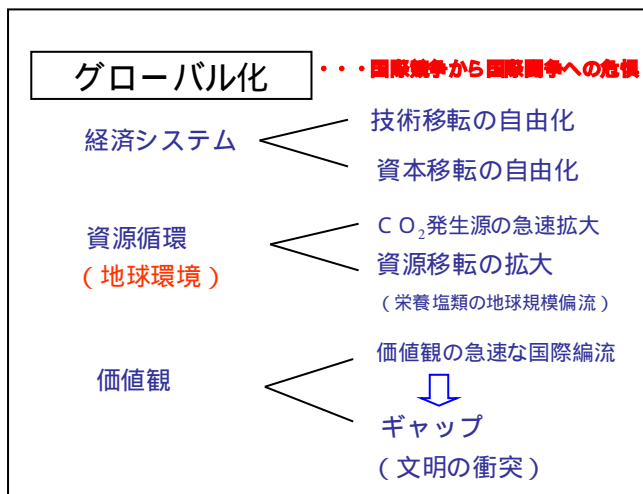 グローバル化
・・・国際競争から国際闘争への危惧
経済システム
技術移転の自由化
資本移転の自由化
資源循環
(地球環境)
ＣＯ₂発生源の急速拡大
資源移転の拡大
(栄養塩類の地球規模偏流)
価値観
価値観の急速な国際編流
ギャップ
(文明の衝突)